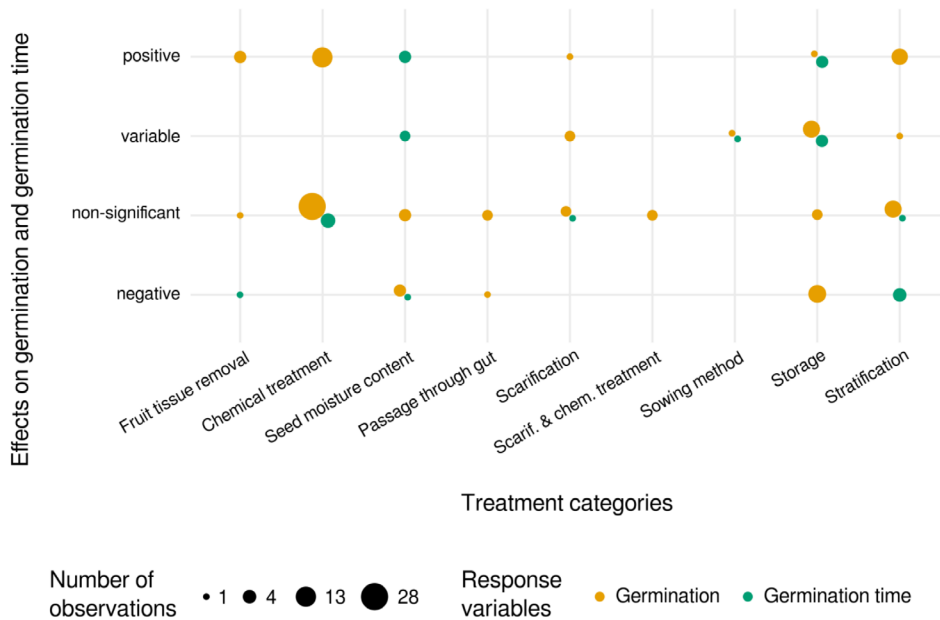 Effects on germination and germination time
positive
variable
non-significant
negative
Fruit tissue removal
Chemical treatment
Seed moisture content
Passage through gut
Scarification
Scarif. & chem. treatment
Sowing method
Storage
Stratification
Treatment categories
Number of
observations
1 4 13 28
Response
variables
Germination Germination time